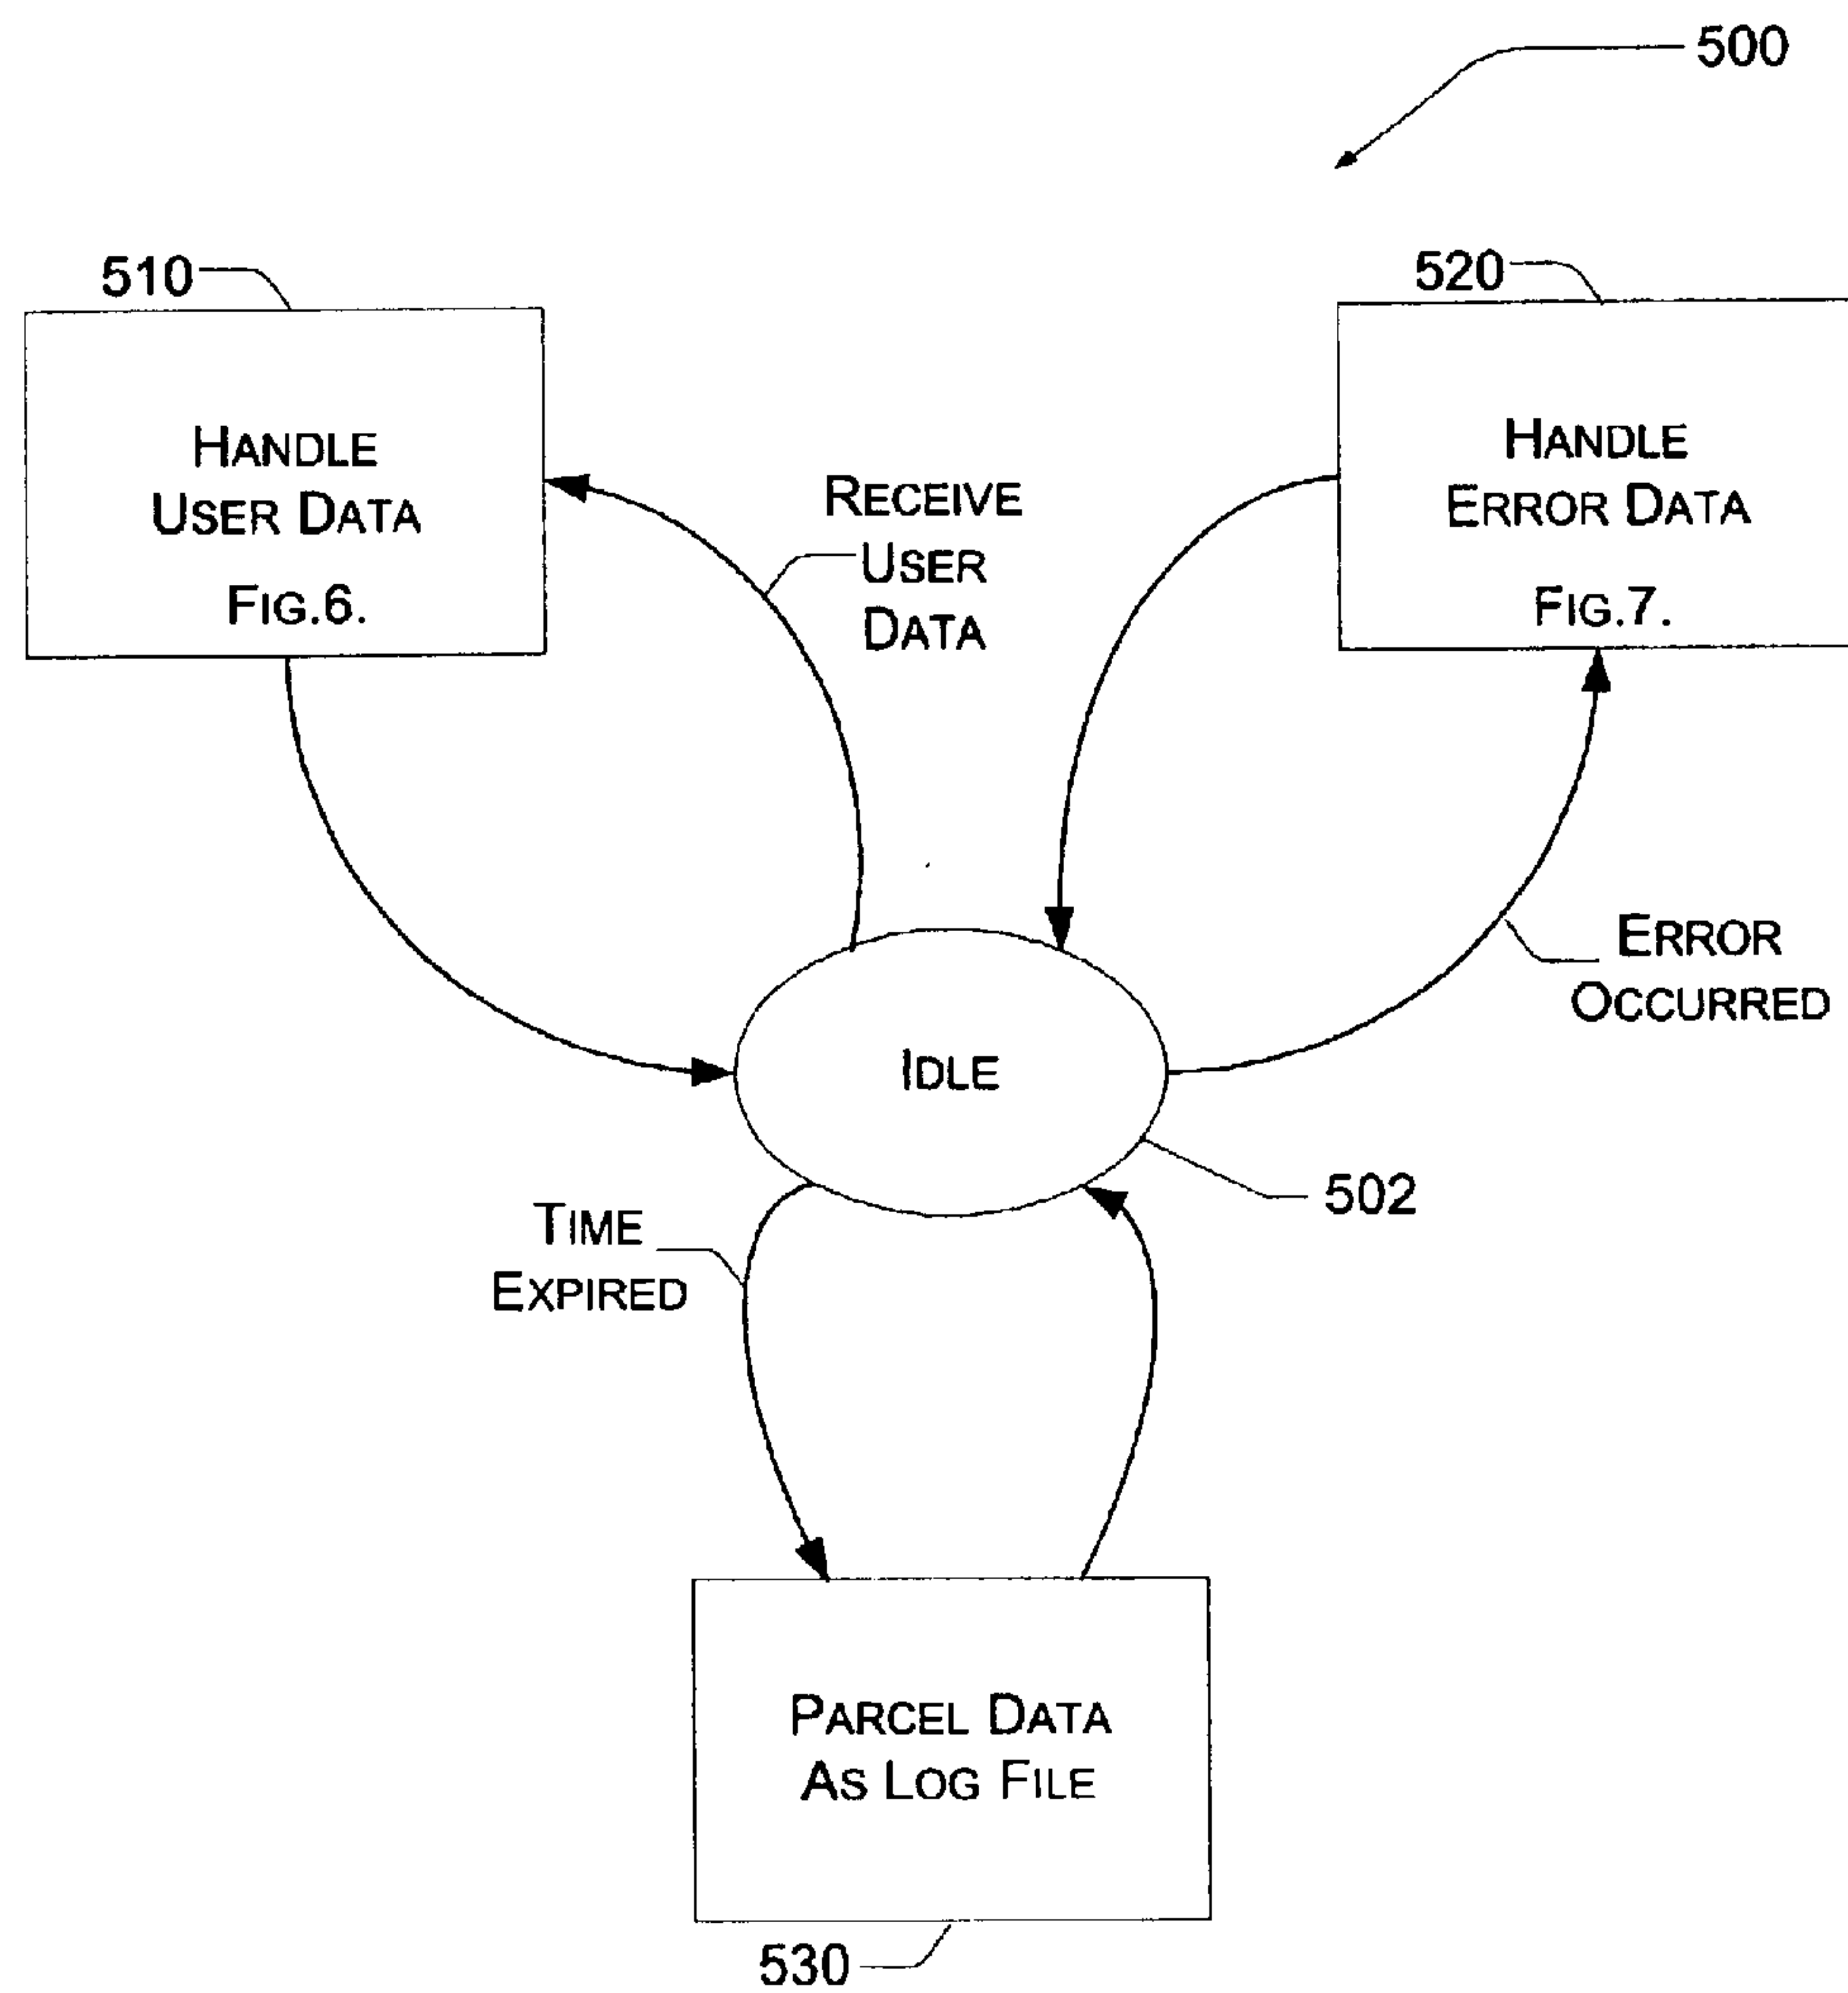 500
510
HANDLE
USER DATA
FIG.6.
520
HANDLE
ERROR DATA
FIG.7.
RECEIVE
USER
DATA
ERROR
OCCURRED
IDLE
502
TIME
EXPIRED
PARCEL DATA
AS LOG FILE
530